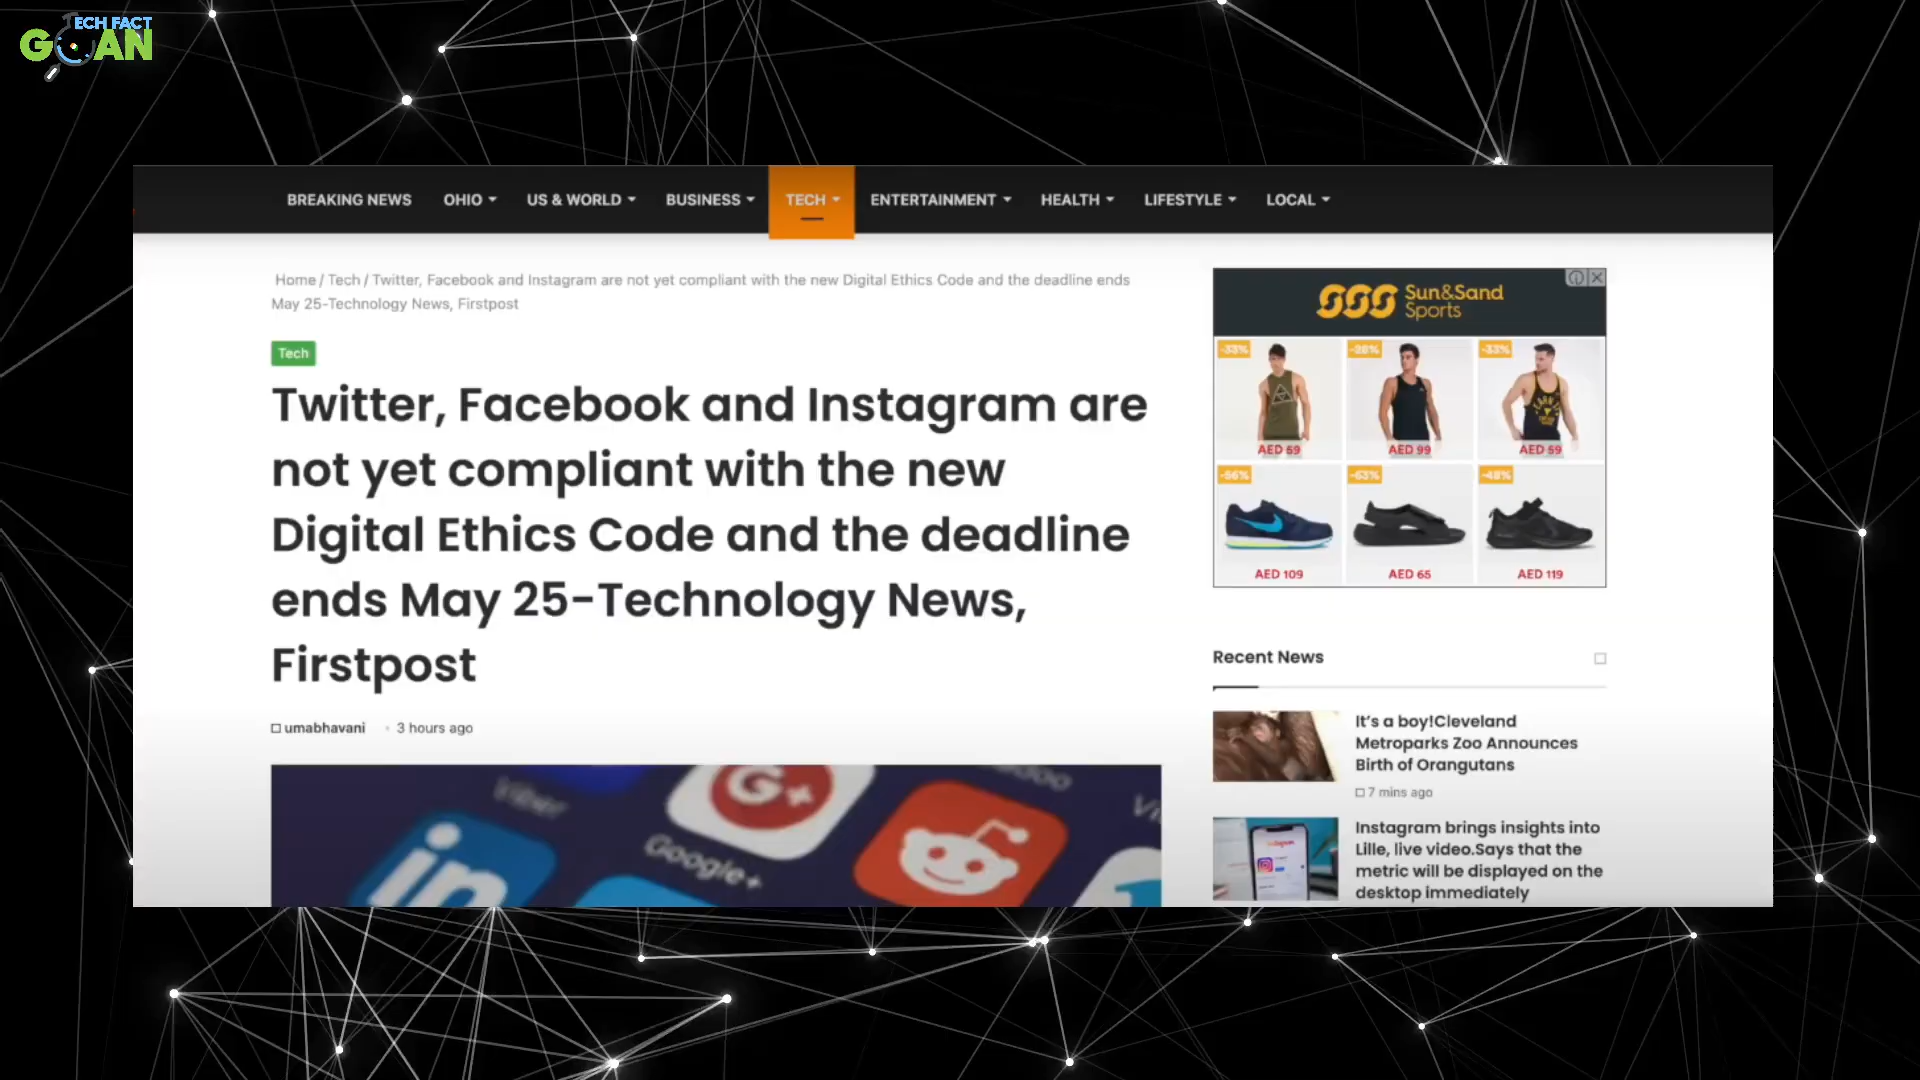 TECH FACT
GOAN
BREAKING NEWS OHIO US & WORLD BUSINESS TECH ENTERTAINMENT HEALTH LIFESTYLE LOCAL
Home / Tech / Twitter, Facebook and Instagram are not yet compliant with the new Digital Ethics Code and the deadline ends
May 25-Technology News, Firstpost
Tech
Twitter, Facebook and Instagram are
not yet compliant with the new
Digital Ethics Code and the deadline
ends May 25-Technology News,
Firstpost
umabhavani 3 hours ago
Viber
G+
Google+
in
Sun&Sand
Sports
-33% -28% -33%
AED 59 AED 99 AED 59
-56% -63% -48%
AED 109 AED 65 AED 119
Recent News
It's a boy!Cleveland
Metroparks Zoo Announces
Birth of Orangutans
7 mins ago
Instagram brings insights into
Lille, live video.Says that the
metric will be displayed on the
desktop immediately